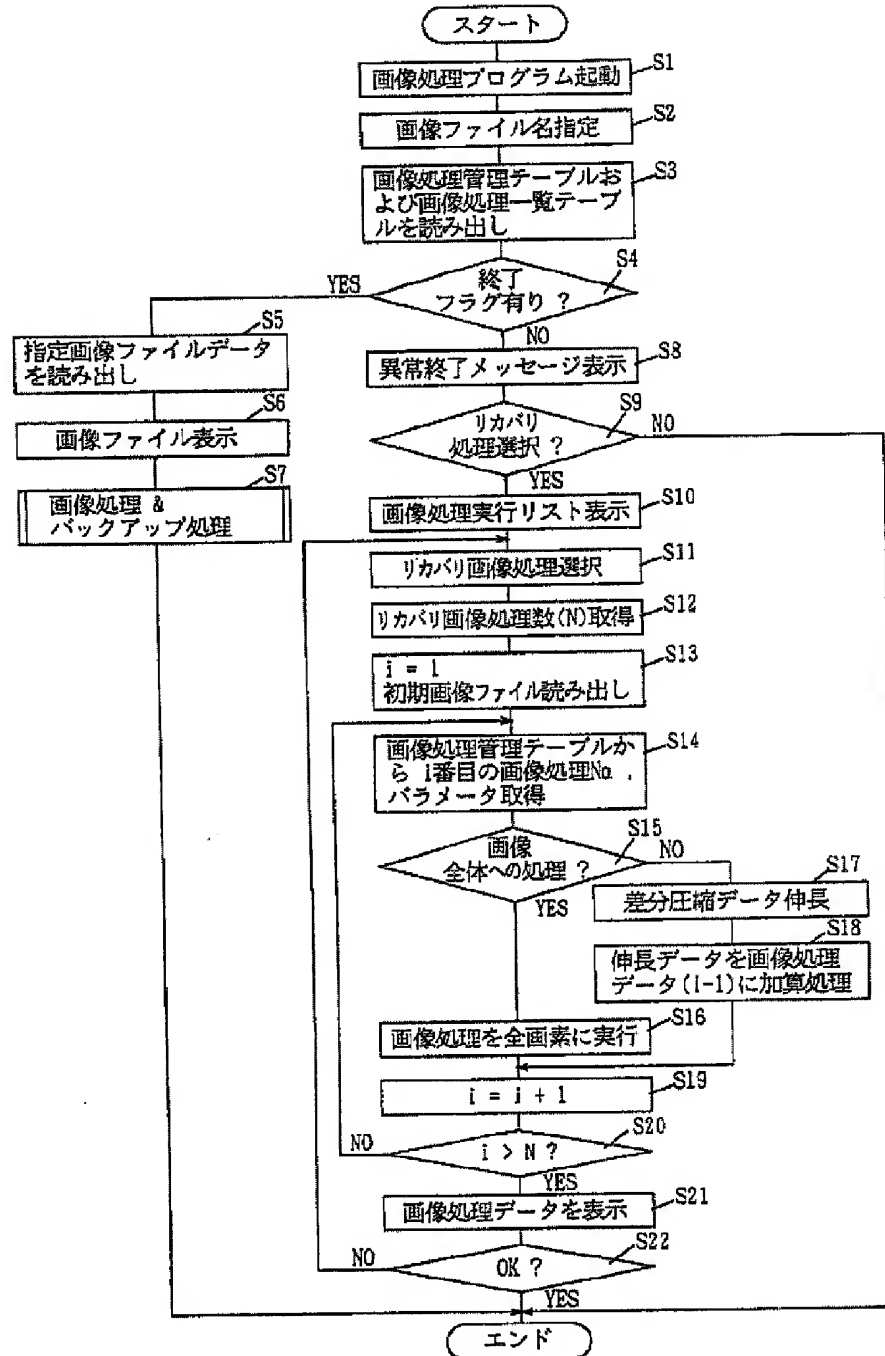 スタート
S1
画像処理プログラム起動
S2
画像ファイル名指定
S3
画像処理管理テーブルお
よび画像処理一覧テーブ
ルを読み出し
S4
終了
フラグ有り ?
YES
NO
S5
指定画像ファイルデータ
を読み出し
S6
画像ファイル表示
S7
画像処理 &
バックアップ処理
S8
異常終了メッセージ表示
S9
リカバリ
処理選択 ?
NO
YES
S10
画像処理実行リスト表示
S11
リカバリ画像処理選択
S12
リカバリ画像処理数(N)取得
S13
i = 1
初期画像ファイル読み出し
S14
画像処理管理テーブルか
ら i番目の画像処理No.,
パラメータ取得
S15
画像
全体への処理 ?
NO
YES
S17
差分圧縮データ伸長
S18
伸長データを画像処理
データ(i-1)に加算処理
S16
画像処理を全画素に実行
S19
i = i + 1
S20
i > N ?
NO
YES
S21
画像処理データを表示
S22
OK ?
NO
YES
エンド